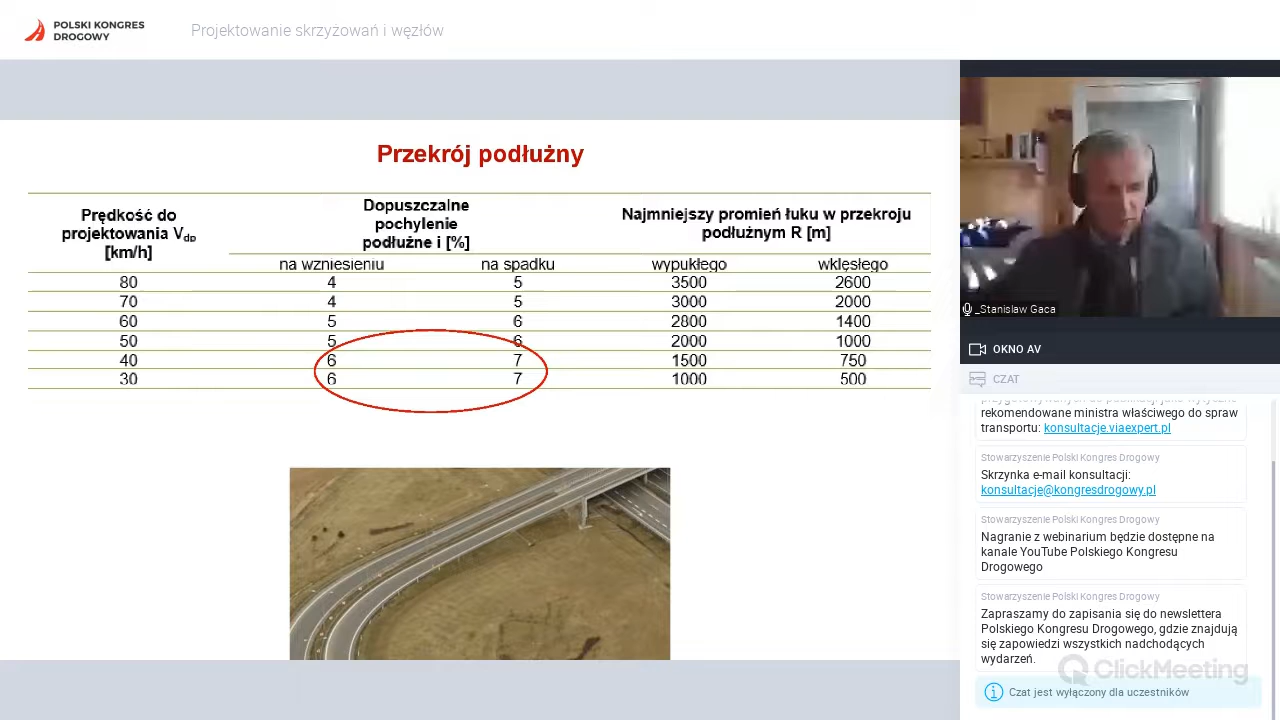 POLSKI KONGRES
DROGOWY
Projektowanie skrzyżowań i węzłów
Przekrój podłużny
Prędkość do projektowania Vdp [km/h] Dopuszczalne pochylenie podłużne i [%] Najmniejszy promień łuku w przekroju podłużnym R [m]
na wzniesieniu na spadku wypukłego wklęsłego
80 4 5 3500 2600
70 4 5 3000 2000
60 5 6 2800 1400
50 5 6 2000 1000
40 6 7 1500 750
30 6 7 1000 500
_Stanislaw Gaca
OKNO AV
CZAT
rekomendowane ministra właściwego do spraw
transportu: konsultacje.viaexpert.pl
Stowarzyszenie Polski Kongres Drogowy
Skrzynka e-mail konsultacji:
konsultacje@kongresdrogowy.pl
Stowarzyszenie Polski Kongres Drogowy
Nagranie z webinarium będzie dostępne na
kanale YouTube Polskiego Kongresu
Drogowego
Stowarzyszenie Polski Kongres Drogowy
Zapraszamy do zapisania się do newslettera
Polskiego Kongresu Drogowego, gdzie znajdują
się zapowiedzi wszystkich nadchodzących
wydarzeń.
ClickMeeting
Czat jest wyłączony dla uczestników